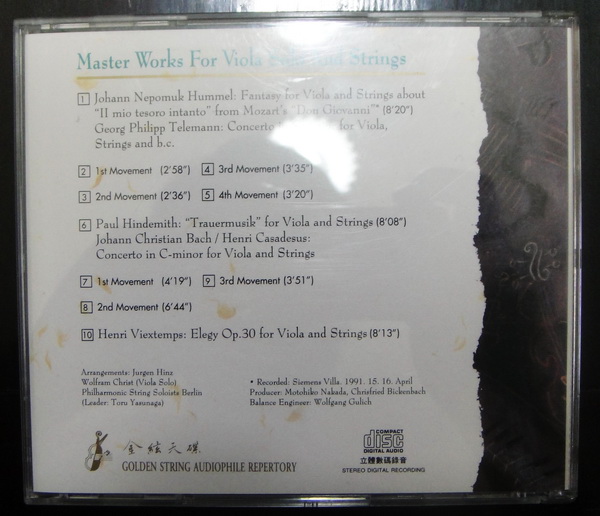 Master Works For Viola Strings
1 Johann Nepomuk Hummel: Fantasy for Viola and Strings about
"II mio tesoro intanto" from Mozart's "Don Giovanni"* (8'20")
Georg Philipp Telemann: Concerto for Viola,
Strings and b.c.
2 1st Movement (2'58") 4 3rd Movement (3'35")
3 2nd Movement (2'36") 5 4th Movement (3'20")
6 Paul Hindemith: "Trauermusik" for Viola and Strings (8'08")
Johann Christian Bach / Henri Casadesus:
Concerto in C-minor for Viola and Strings
7 1st Movement (4'19") 9 3rd Movement (3'51")
8 2nd Movement (6'44")
10 Henri Viextemps: Elegy Op.30 for Viola and Strings (8'13")
Arrangements: Jurgen Hinz
Wolfram Christ (Viola Solo)
Philharmonic String Soloists Berlin
(Leader: Toru Yasunaga)
• Recorded: Siemens Villa. 1991. 15. 16. April
Producer: Motohiko Nakada, Chrisfried Bickenbach
Balance Engineer: Wolfgang Gulich
金絃天碟
GOLDEN STRING AUDIOPHILE REPERTORY
COMPACT
disc
DIGITAL AUDIO
立體數碼錄音
STEREO DIGITAL RECORDING